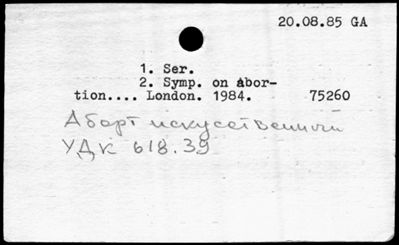 20.08.85 GA
1. Ser.
2. Symp. on abor-
tion.... London. 1984. 75260
Аборт искусственный
УДК 618.39